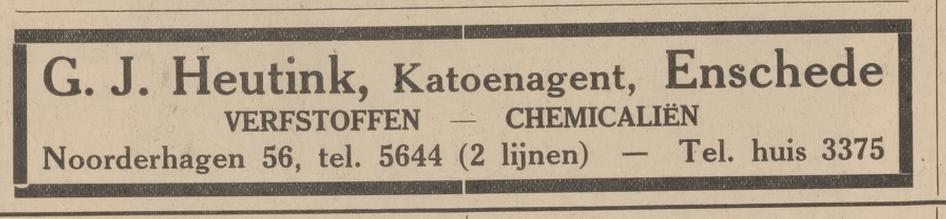 G. J. Heutink, Katoenagent, Enschede
VERFSTOFFEN — CHEMICALIËN
Noorderhagen 56, tel. 5644 (2 lijnen) — Tel. huis 3375